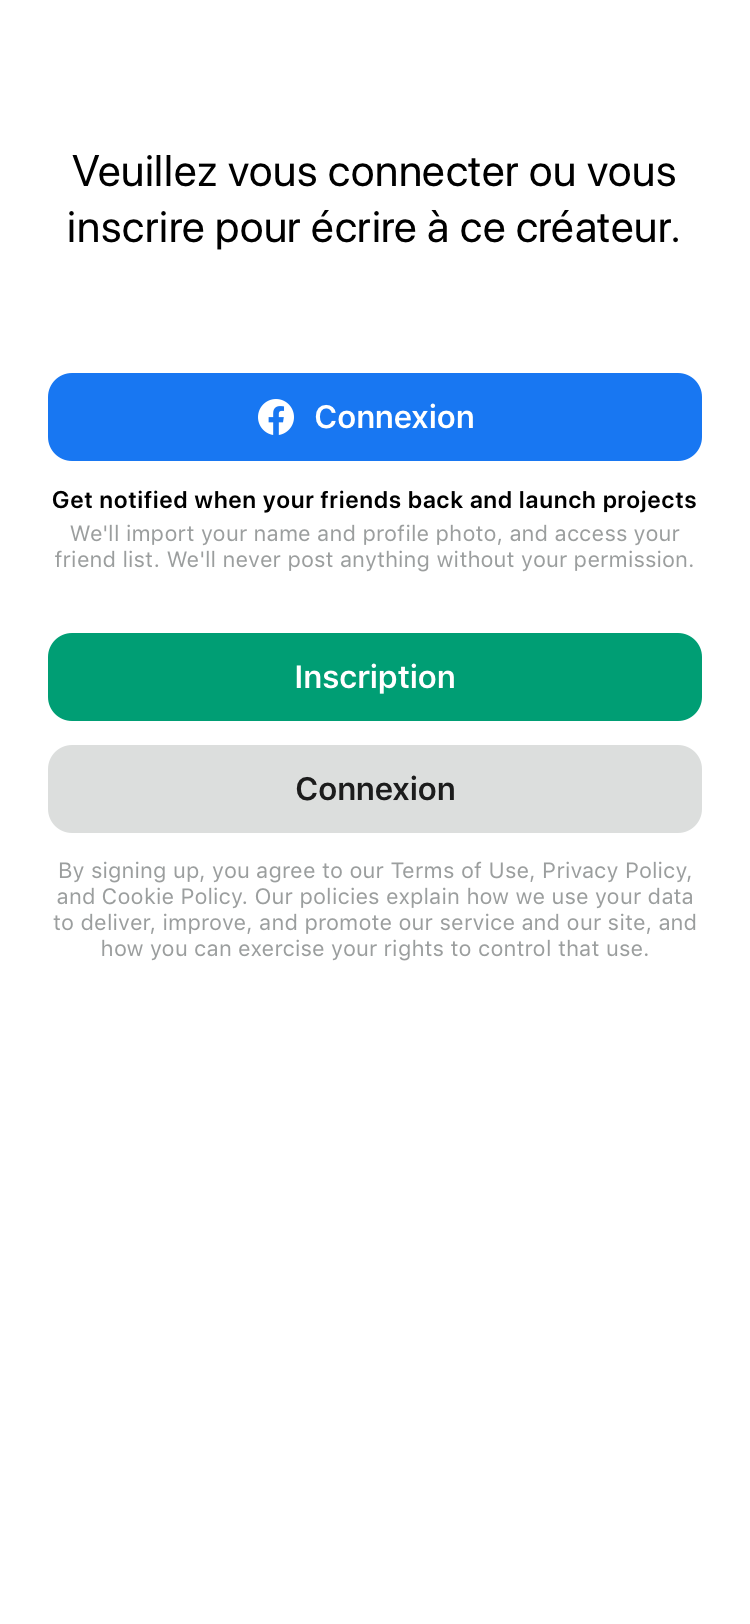 Veuillez vous connecter ou vous
inscrire pour écrire à ce créateur.
Connexion
Get notified when your friends back and launch projects
We'll import your name and profile photo, and access your
friend list. We'll never post anything without your permission.
Inscription
Connexion
By signing up, you agree to our Terms of Use, Privacy Policy,
and Cookie Policy. Our policies explain how we use your data
to deliver, improve, and promote our service and our site, and
how you can exercise your rights to control that use.